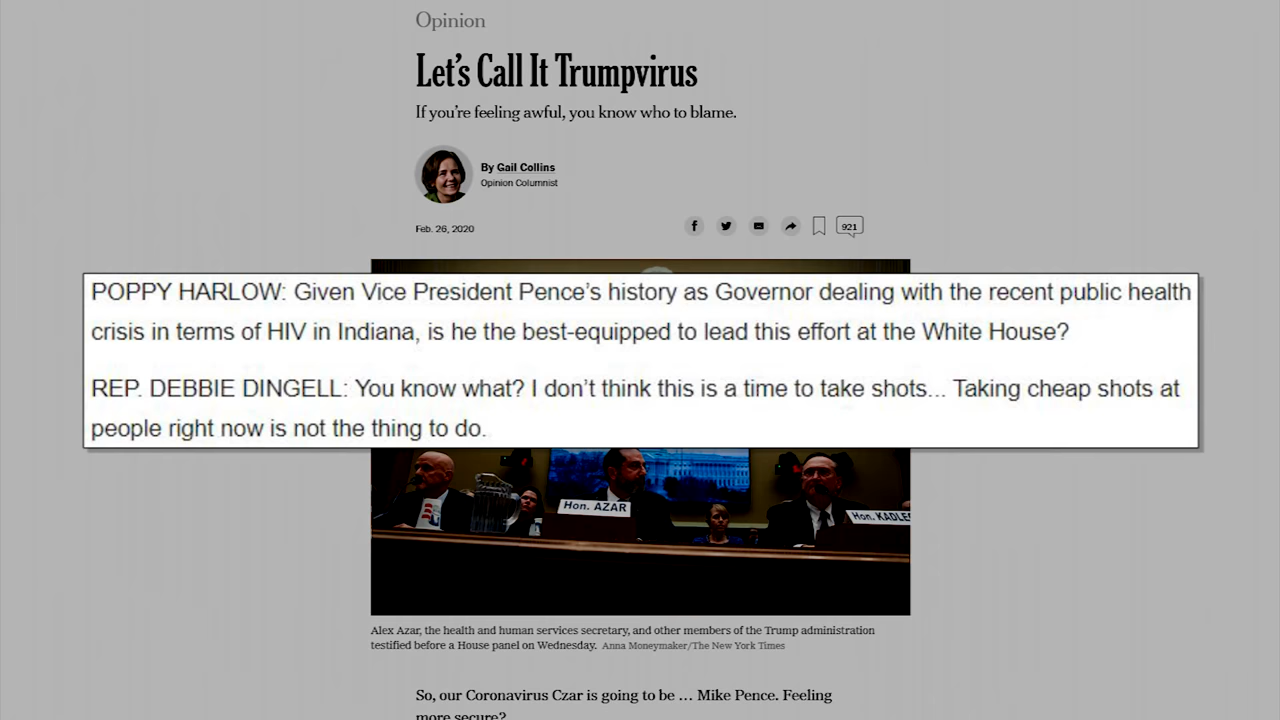 Opinion
Let's Call It Trumpvirus
If you're feeling awful, you know who to blame.
By Gail Collins
Opinion Columnist
Feb. 26, 2020
921
POPPY HARLOW: Given Vice President Pence's history as Governor dealing with the recent public health
crisis in terms of HIV in Indiana, is he the best-equipped to lead this effort at the White House?
REP. DEBBIE DINGELL: You know what? I don't think this is a time to take shots... Taking cheap shots at
people right now is not the thing to do.
Hon. AZAR
Hon. KADLE
Alex Azar, the health and human services secretary, and other members of the Trump administration
testified before a House panel on Wednesday. Anna Moneymaker/The New York Times
So, our Coronavirus Czar is going to be … Mike Pence. Feeling
more secure?